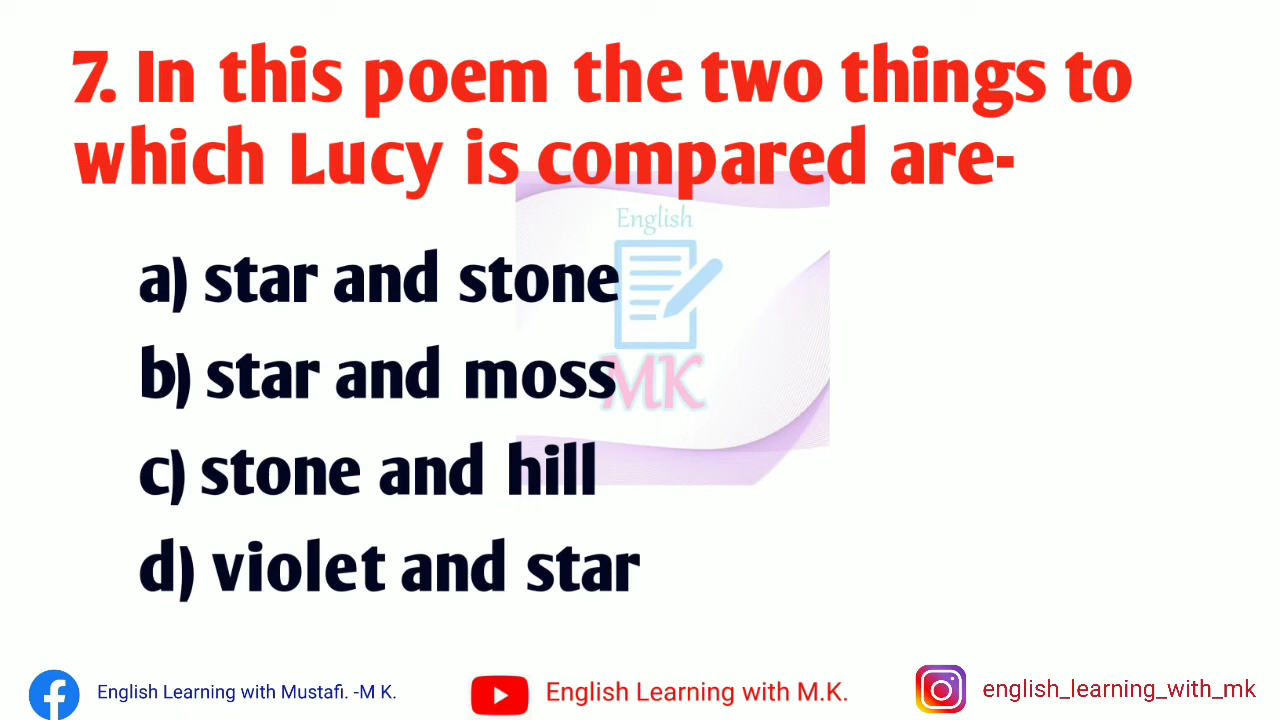 7. In this poem the two things to
which Lucy is compared are-
English
MK
a) star and stone
b) star and moss
c) stone and hill
d) violet and star
English Learning with Mustafi. -M K.
English Learning with M.K.
english_learning_with_mk